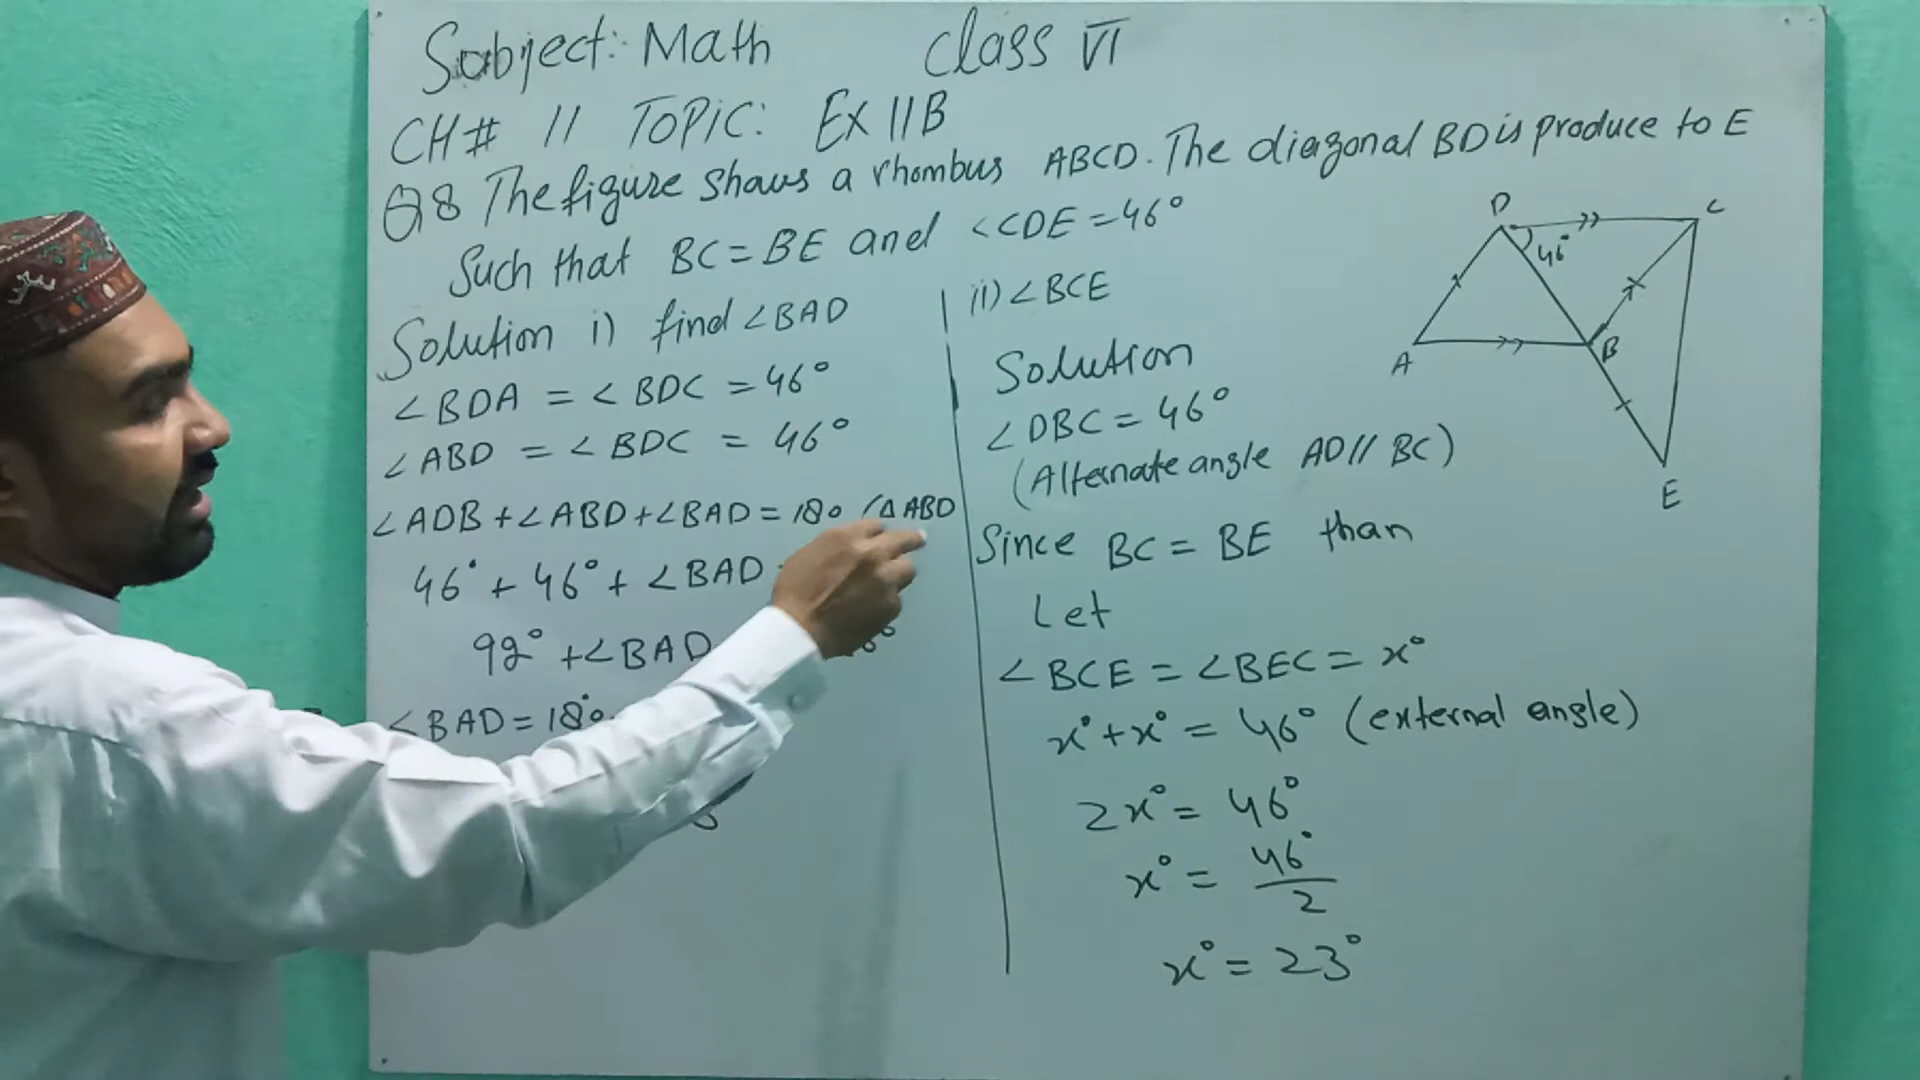 Subject: Math Class VI
CH# 11 TOPIC: EX 11B
Q8 The figure shows a rhombus ABCD. The diagonal BD is produce to E
Such that BC = BE and <CDE = 46°
Solution i) find <BAD
<BDA = <BDC = 46°
<ABD = <BDC = 46°
<ADB + <ABD + <BAD = 180 (△ABD
46° + 46° + <BAD
92° + <BAD
<BAD = 180
ii) <BCE
Solution
<DBC = 46°
(Alternate angle AD // BC)
Since BC = BE than
Let
<BCE = <BEC = x°
x° + x° = 46° (external angle)
2x° = 46°
x° = 46°/2
x° = 23°
D
C
46°
A
B
E